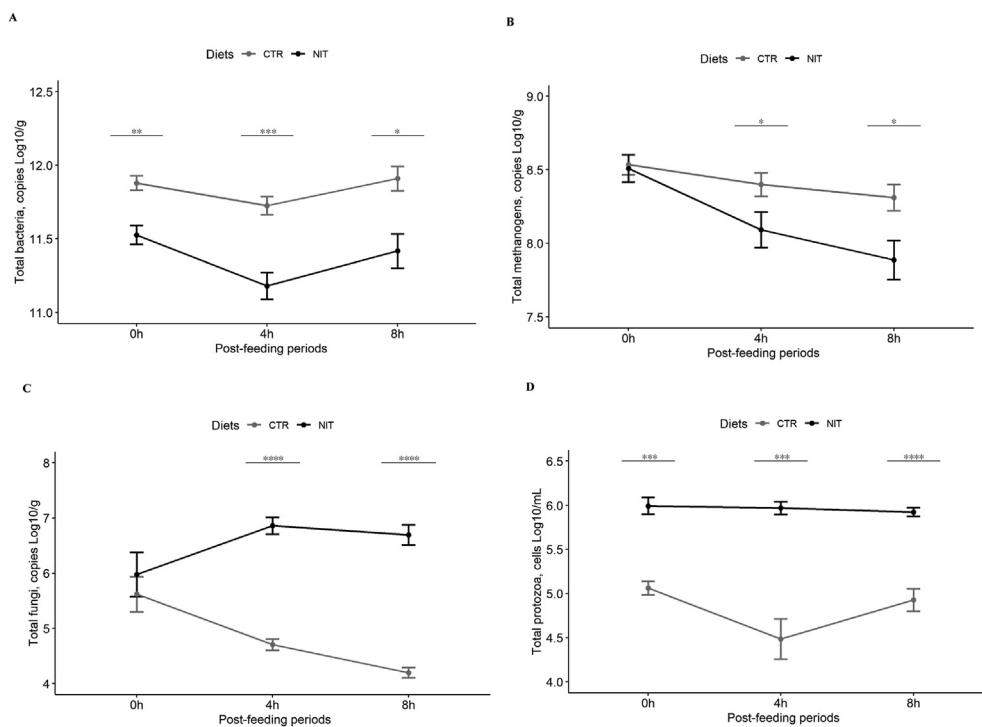 A
Diets CTR NIT
Total bacteria, copies Log10/g
12.5
12.0
11.5
11.0
** *** *
0h 4h 8h
Post-feeding periods
B
Diets CTR NIT
Total methanogens, copies Log10/g
9.0
8.5
8.0
7.5
* *
0h 4h 8h
Post-feeding periods
C
Diets CTR NIT
Total fungi, copies Log10/g
8
7
6
5
4
**** ****
0h 4h 8h
Post-feeding periods
D
Diets CTR NIT
Total protozoa, cells Log10/mL
6.5
6.0
5.5
5.0
4.5
4.0
*** *** ****
0h 4h 8h
Post-feeding periods